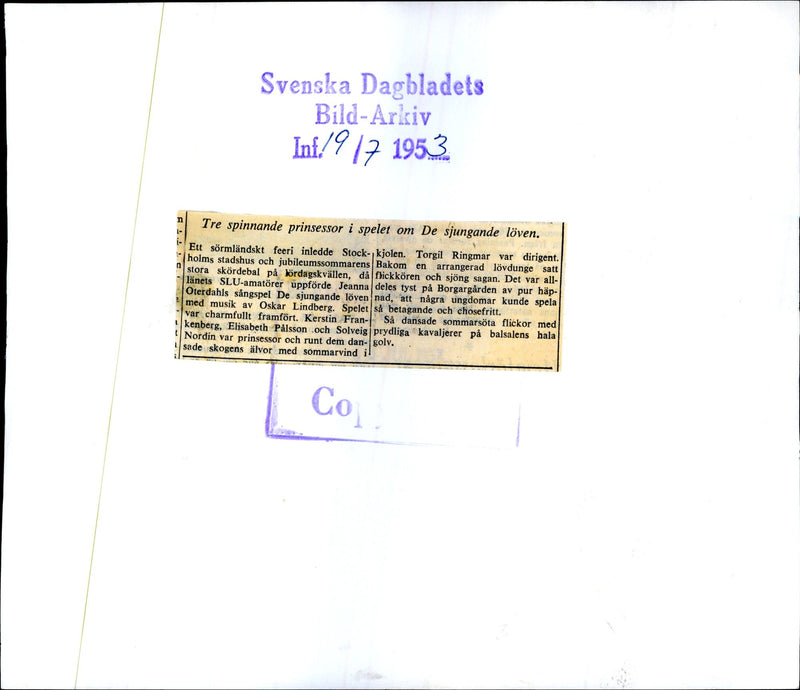 Svenska Dagbladets
Bild-Arkiv
Inf. 19/7 1953
Tre spinnande prinsessor i spelet om De sjungande löven.
Ett sörmländskt feeri inledde Stock-
holms stadshus och jubileumssommarens
stora skördebal på lördagskvällen, då
länets SLU-amatörer uppförde Jeanna
Oterdahls sångspel De sjungande löven
med musik av Oskar Lindberg. Spelet
var charmfullt framfört. Kerstin Fran-
kenberg, Elisabeth Pålsson och Solveig
Nordin var prinsessor och runt dem dan-
sade skogens älvor med sommarvind i
kjolen. Torgil Ringmar var dirigent.
Bakom en arrangerad lövdunge satt
flickkören och sjöng sagan. Det var all-
deles tyst på Borgargården av pur häp-
nad, att några ungdomar kunde spela
så betagande och chosefritt.
Så dansade sommarsöta flickor med
prydliga kavaljerer på balsalens hala
golv.
Co